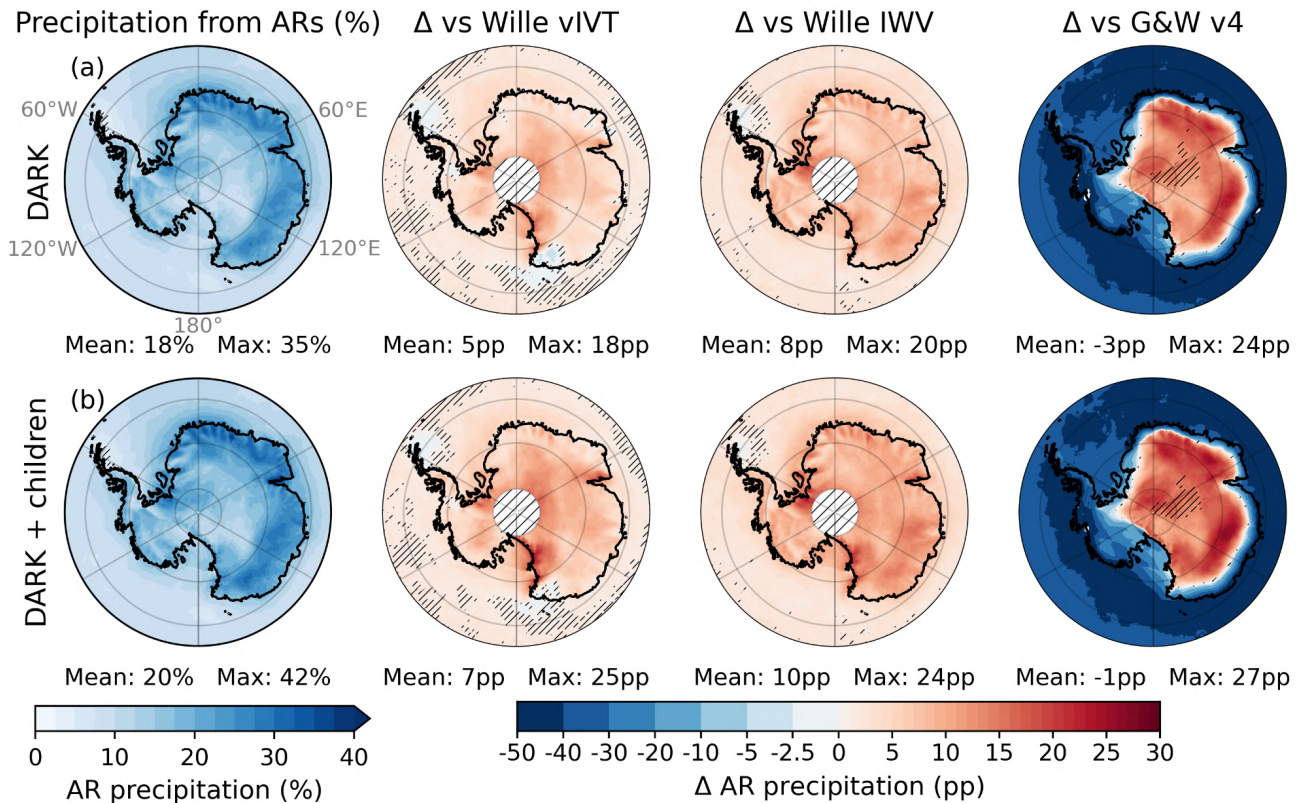 Precipitation from ARs (%) Δ vs Wille vIVT Δ vs Wille IWV Δ vs G&W v4
(a)
60°W 60°E
DARK
120°W 120°E
180°
Mean: 18% Max: 35% Mean: 5pp Max: 18pp Mean: 8pp Max: 20pp Mean: -3pp Max: 24pp
(b)
DARK + children
Mean: 20% Max: 42% Mean: 7pp Max: 25pp Mean: 10pp Max: 24pp Mean: -1pp Max: 27pp
0 10 20 30 40 -50 -40 -30 -20 -10 -5 -2.5 0 5 10 15 20 25 30
AR precipitation (%) Δ AR precipitation (pp)